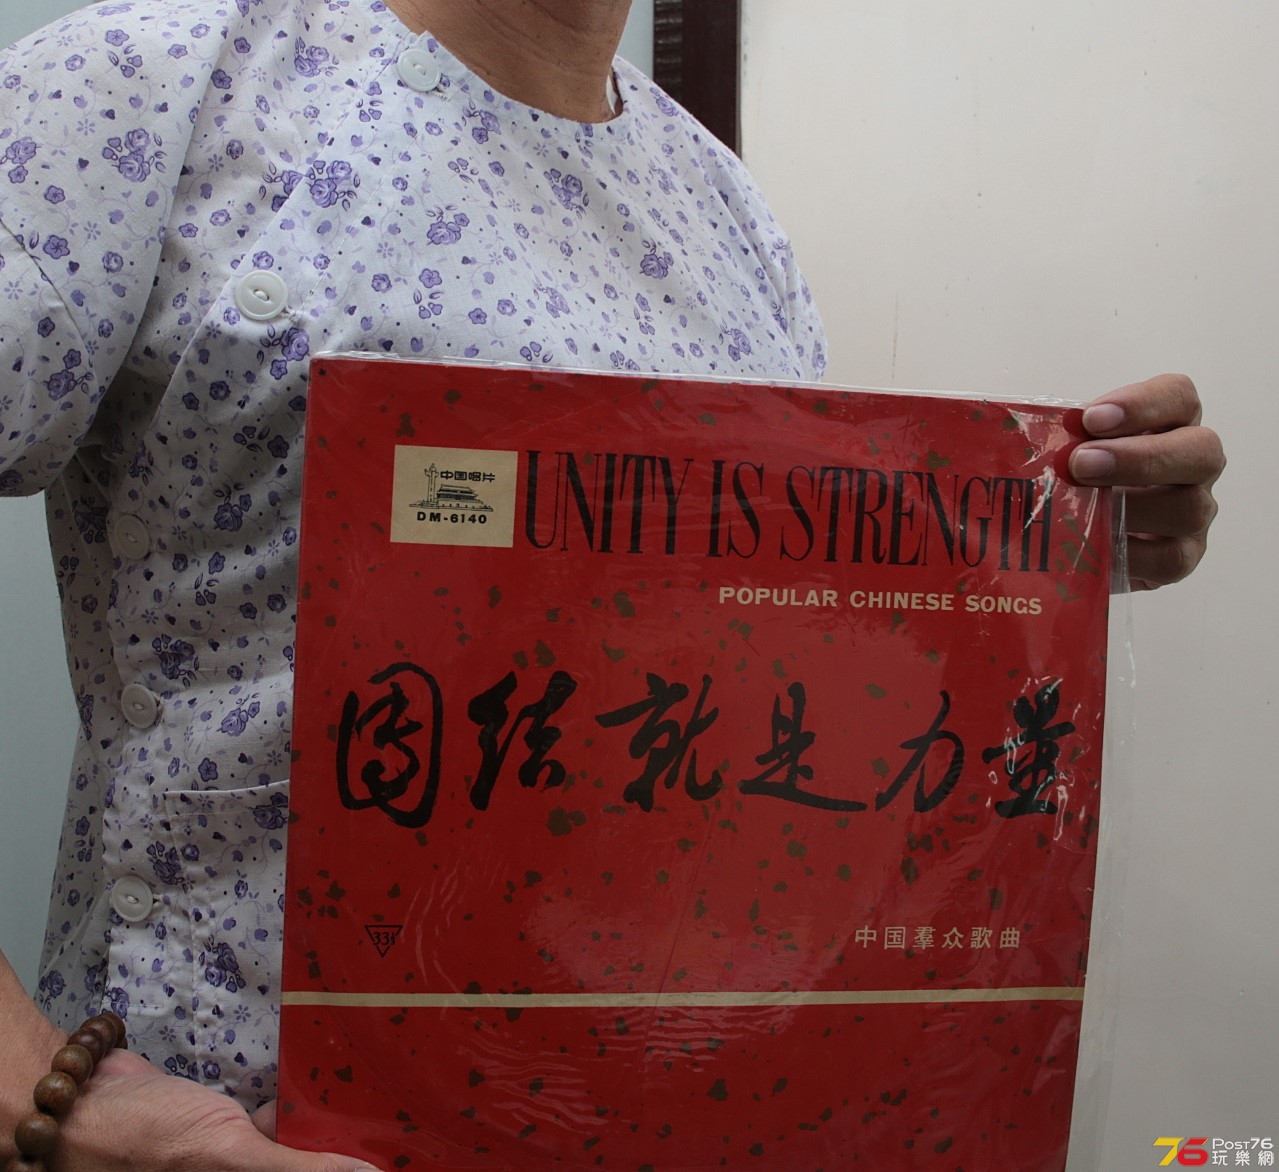 中国唱片
DM-6140
UNITY IS STRENGTH
POPULAR CHINESE SONGS
團结就是力量
33⅓
中国羣众歌曲
76 POST76
玩樂網